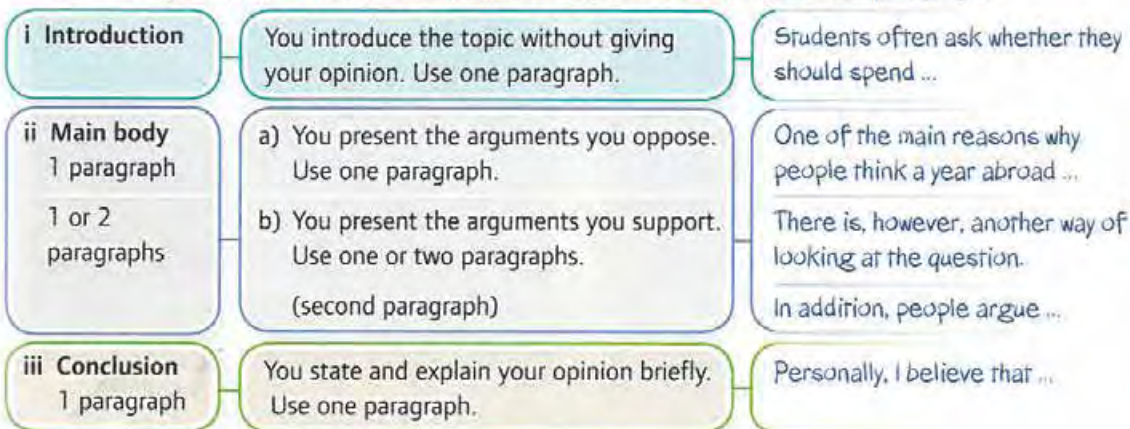 i Introduction
You introduce the topic without giving
your opinion. Use one paragraph.
Students often ask whether they
should spend ...
ii Main body
1 paragraph
a) You present the arguments you oppose.
Use one paragraph.
One of the main reasons why
people think a year abroad ...
1 or 2
paragraphs
b) You present the arguments you support.
Use one or two paragraphs.
(second paragraph)
There is, however, another way of
looking at the question.
In addition, people argue ...
iii Conclusion
1 paragraph
You state and explain your opinion briefly.
Use one paragraph.
Personally, I believe that ...